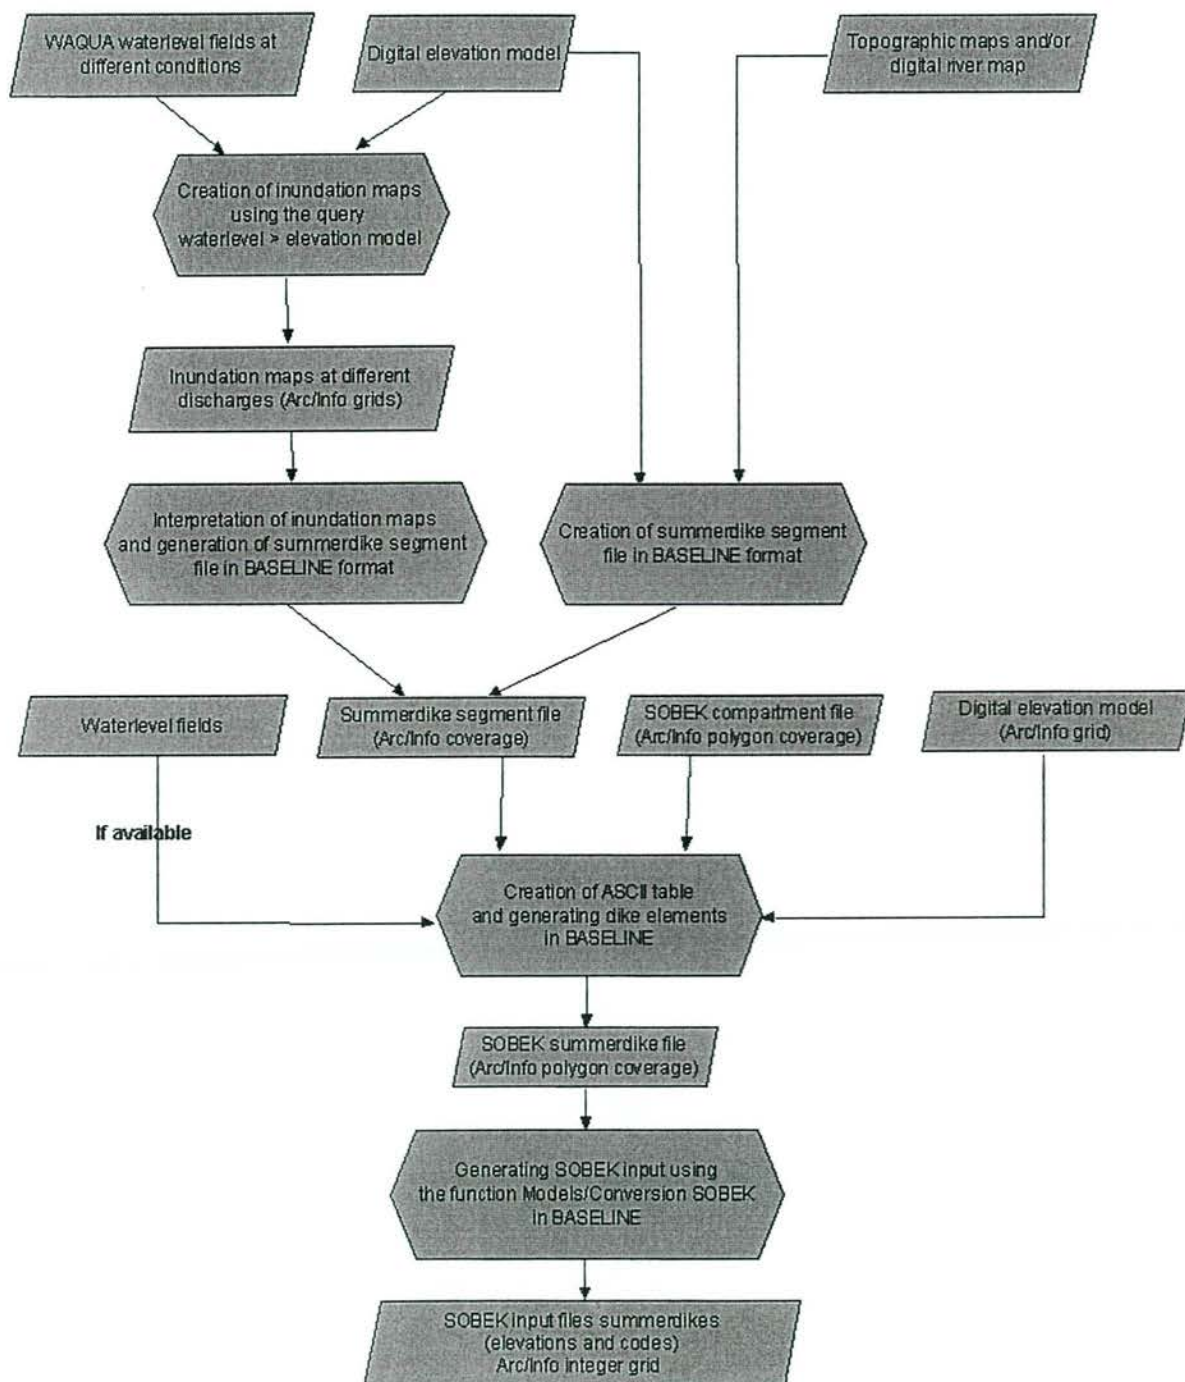 WAQUA waterlevel fields at
different conditions
Digital elevation model
Topographic maps and/or
digital river map
Creation of inundation maps
using the query
waterlevel > elevation model
Inundation maps at different
discharges (Arc/Info grids)
Interpretation of inundation maps
and generation of summerdike segment
file in BASELINE format
Creation of summerdike segment
file in BASELINE format
Waterlevel fields
Summerdike segment file
(Arc/Info coverage)
SOBEK compartment file
(Arc/Info polygon coverage)
Digital elevation model
(Arc/Info grid)
If available
Creation of ASCII table
and generating dike elements
in BASELINE
SOBEK summerdike file
(Arc/Info polygon coverage)
Generating SOBEK input using
the function Models/Conversion SOBEK
in BASELINE
SOBEK input files summerdikes
(elevations and codes)
Arc/Info integer grid